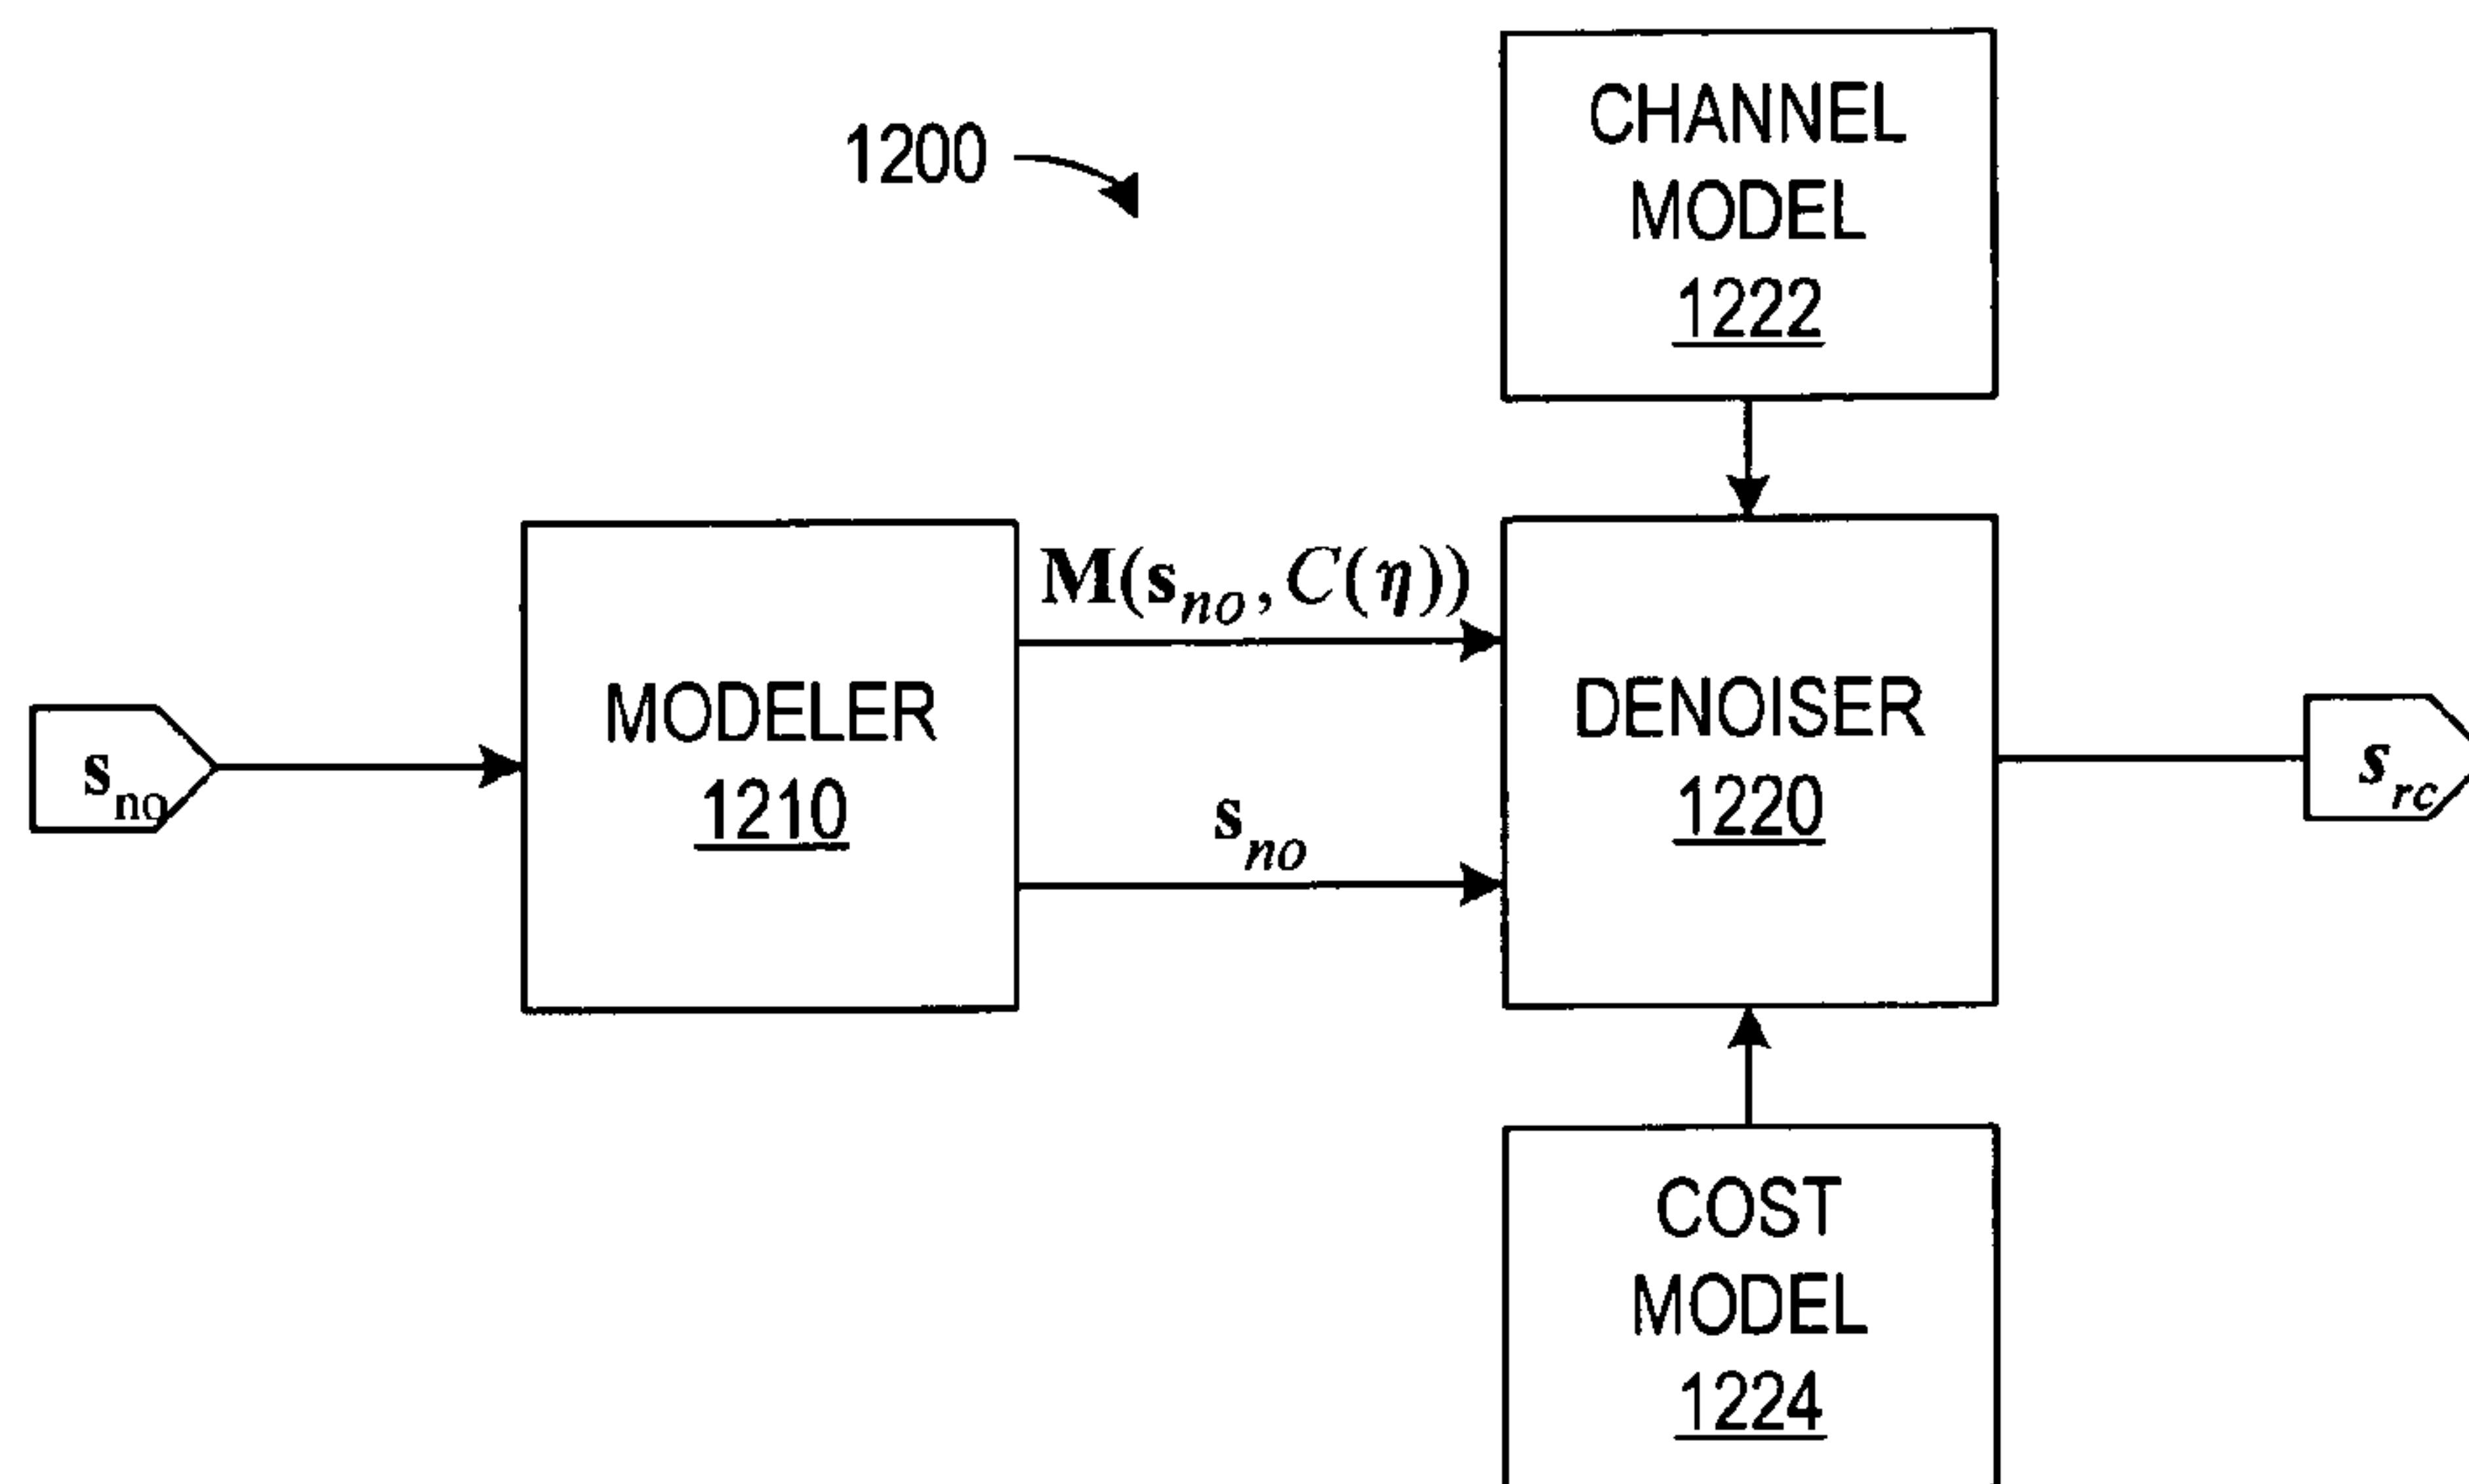 1200
CHANNEL
MODEL
1222
s_no
MODELER
1210
M(s_no, C(η))
s_no
DENOISER
1220
s_rc
COST
MODEL
1224